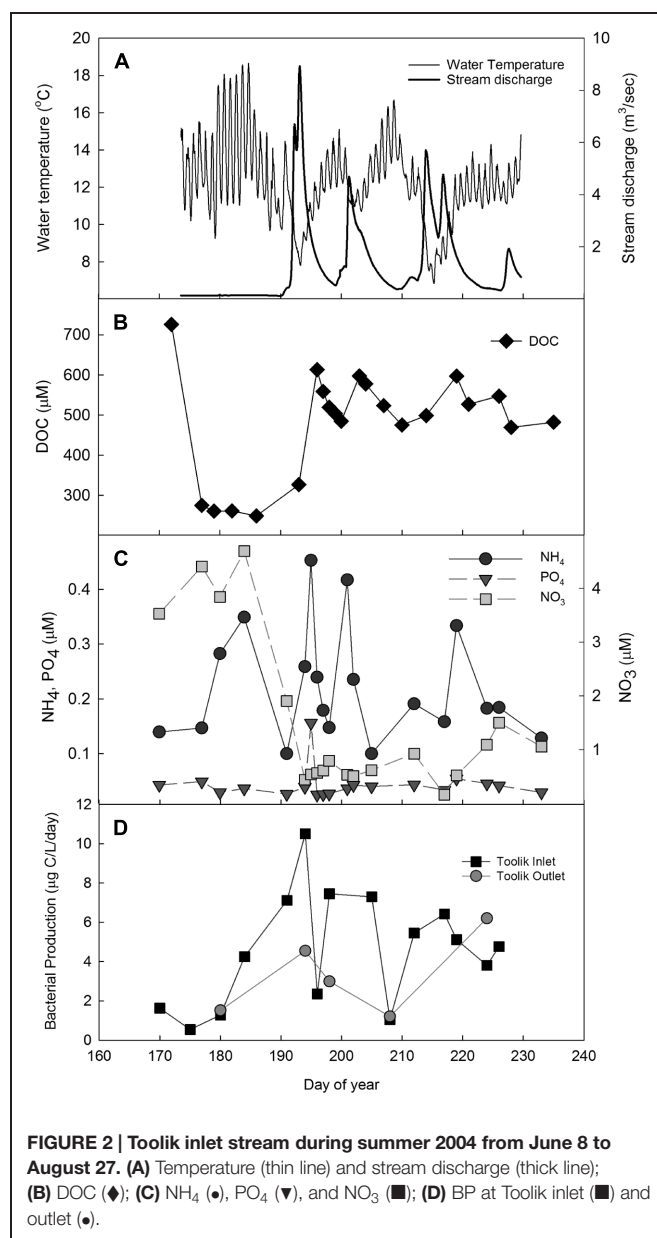 A
Water Temperature
Stream discharge
Water temperature (°C)
20
18
16
14
12
10
8
Stream discharge (m³/sec)
10
8
6
4
2
B
DOC
DOC (μM)
700
600
500
400
300
C
NH₄
PO₄
NO₃
NH₄, PO₄ (μM)
0.4
0.3
0.2
0.1
NO₃ (μM)
4
3
2
1
D
Toolik Inlet
Toolik Outlet
Bacterial Production (μg C/L/day)
12
10
8
6
4
2
0
160 170 180 190 200 210 220 230 240
Day of year
FIGURE 2 | Toolik inlet stream during summer 2004 from June 8 to
August 27. (A) Temperature (thin line) and stream discharge (thick line);
(B) DOC (♦); (C) NH₄ (●), PO₄ (▼), and NO₃ (■); (D) BP at Toolik inlet (■) and
outlet (●).